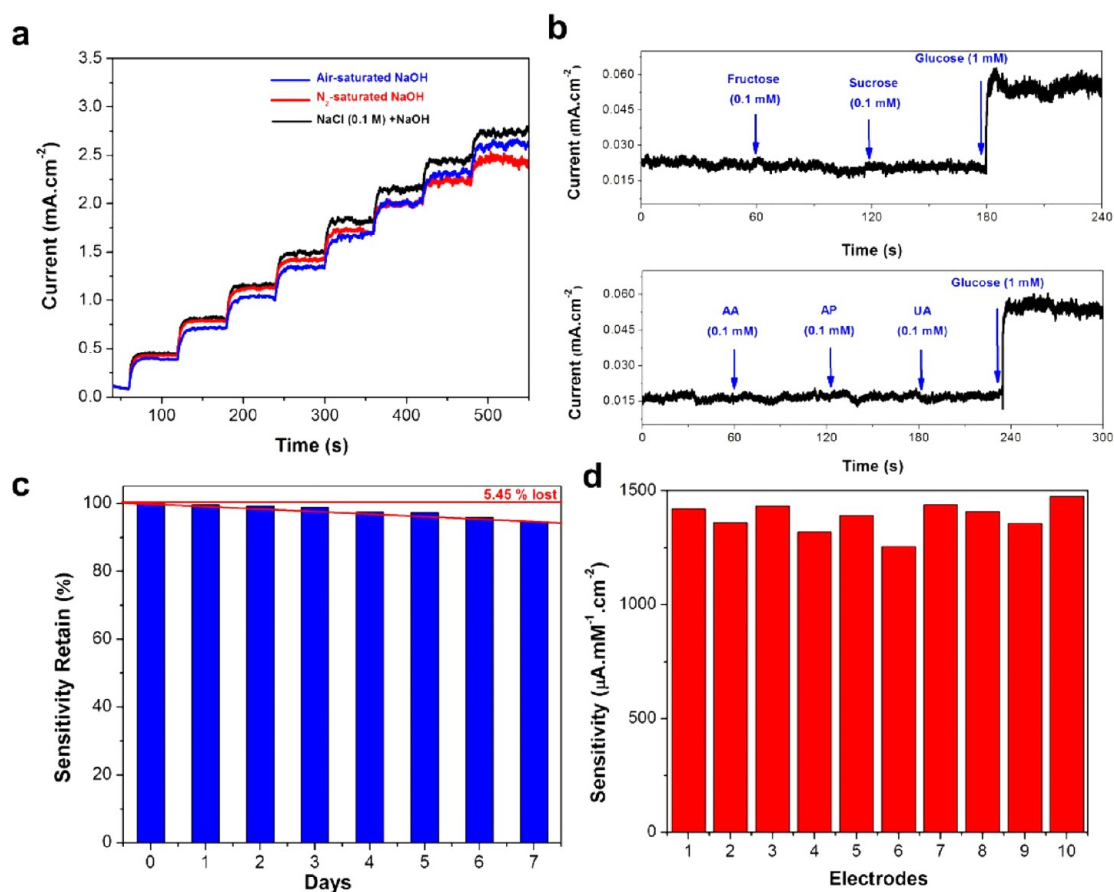 a
Current (mA.cm-2)
3.5
3.0
2.5
2.0
1.5
1.0
0.5
0.0
Air-saturated NaOH
N2-saturated NaOH
NaCl (0.1 M) +NaOH
100 200 300 400 500
Time (s)
b
Current (mA.cm-2)
0.060
0.045
0.030
0.015
Fructose
(0.1 mM)
Sucrose
(0.1 mM)
Glucose (1 mM)
0 60 120 180 240
Time (s)
Current (mA.cm-2)
0.060
0.045
0.030
0.015
AA
(0.1 mM)
AP
(0.1 mM)
UA
(0.1 mM)
Glucose (1 mM)
0 60 120 180 240 300
Time (s)
c
Sensitivity Retain (%)
100
80
60
40
20
0
5.45 % lost
0 1 2 3 4 5 6 7
Days
d
Sensitivity (µA.mM-1.cm-2)
1500
1000
500
0
1 2 3 4 5 6 7 8 9 10
Electrodes